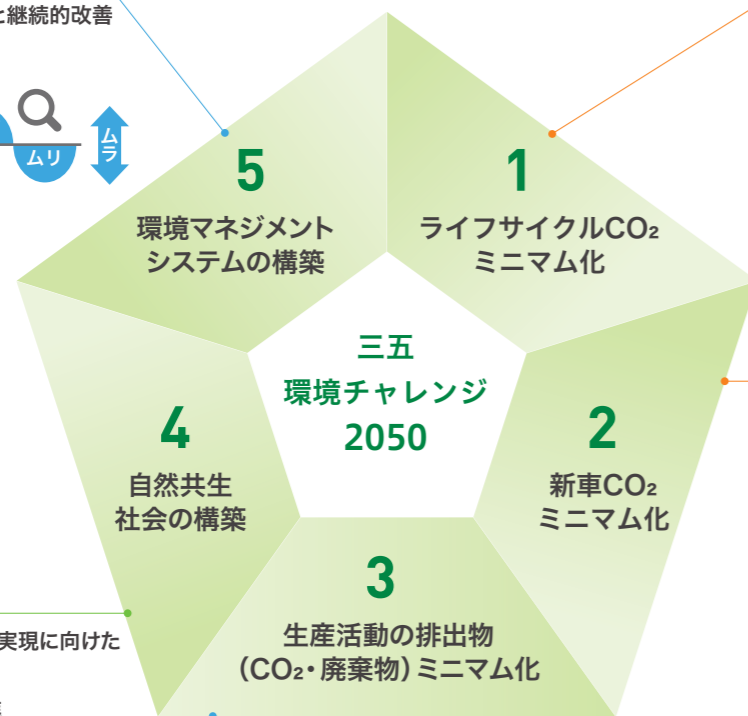 と継続的改善
ムリ
ムラ
5
環境マネジメント
システムの構築
1
ライフサイクルCO₂
ミニマム化
三五
環境チャレンジ
2050
4
自然共生
社会の構築
2
新車CO₂
ミニマム化
3
生産活動の排出物
（CO₂・廃棄物）ミニマム化
実現に向けた